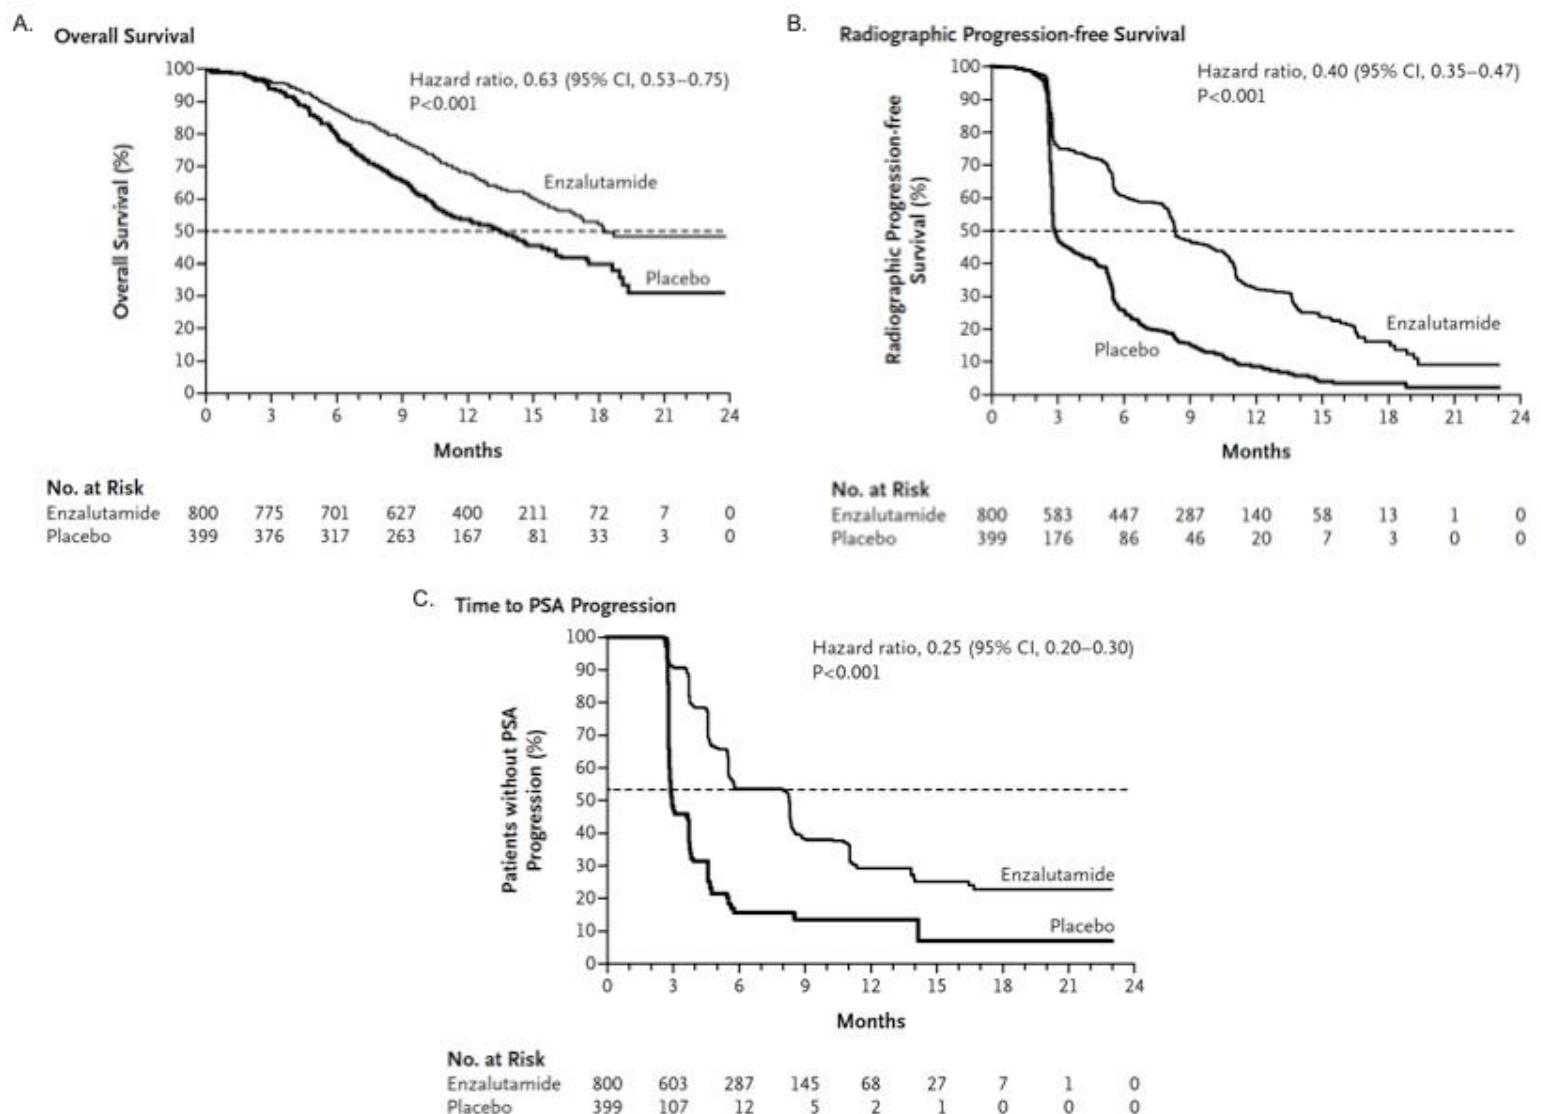 A.
Overall Survival
Hazard ratio, 0.63 (95% CI, 0.53–0.75)
P<0.001
Overall Survival (%)
100
90
80
70
60
50
40
30
20
10
0
Enzalutamide
Placebo
0 3 6 9 12 15 18 21 24
Months
No. at Risk
Enzalutamide 800 775 701 627 400 211 72 7 0
Placebo 399 376 317 263 167 81 33 3 0
B.
Radiographic Progression-free Survival
Hazard ratio, 0.40 (95% CI, 0.35–0.47)
P<0.001
Radiographic Progression-free
Survival (%)
100
90
80
70
60
50
40
30
20
10
0
Enzalutamide
Placebo
0 3 6 9 12 15 18 21 24
Months
No. at Risk
Enzalutamide 800 583 447 287 140 58 13 1 0
Placebo 399 176 86 46 20 7 3 0 0
C.
Time to PSA Progression
Hazard ratio, 0.25 (95% CI, 0.20–0.30)
P<0.001
Patients without PSA
Progression (%)
100
90
80
70
60
50
40
30
20
10
0
Enzalutamide
Placebo
0 3 6 9 12 15 18 21 24
Months
No. at Risk
Enzalutamide 800 603 287 145 68 27 7 1 0
Placebo 399 107 12 5 2 1 0 0 0